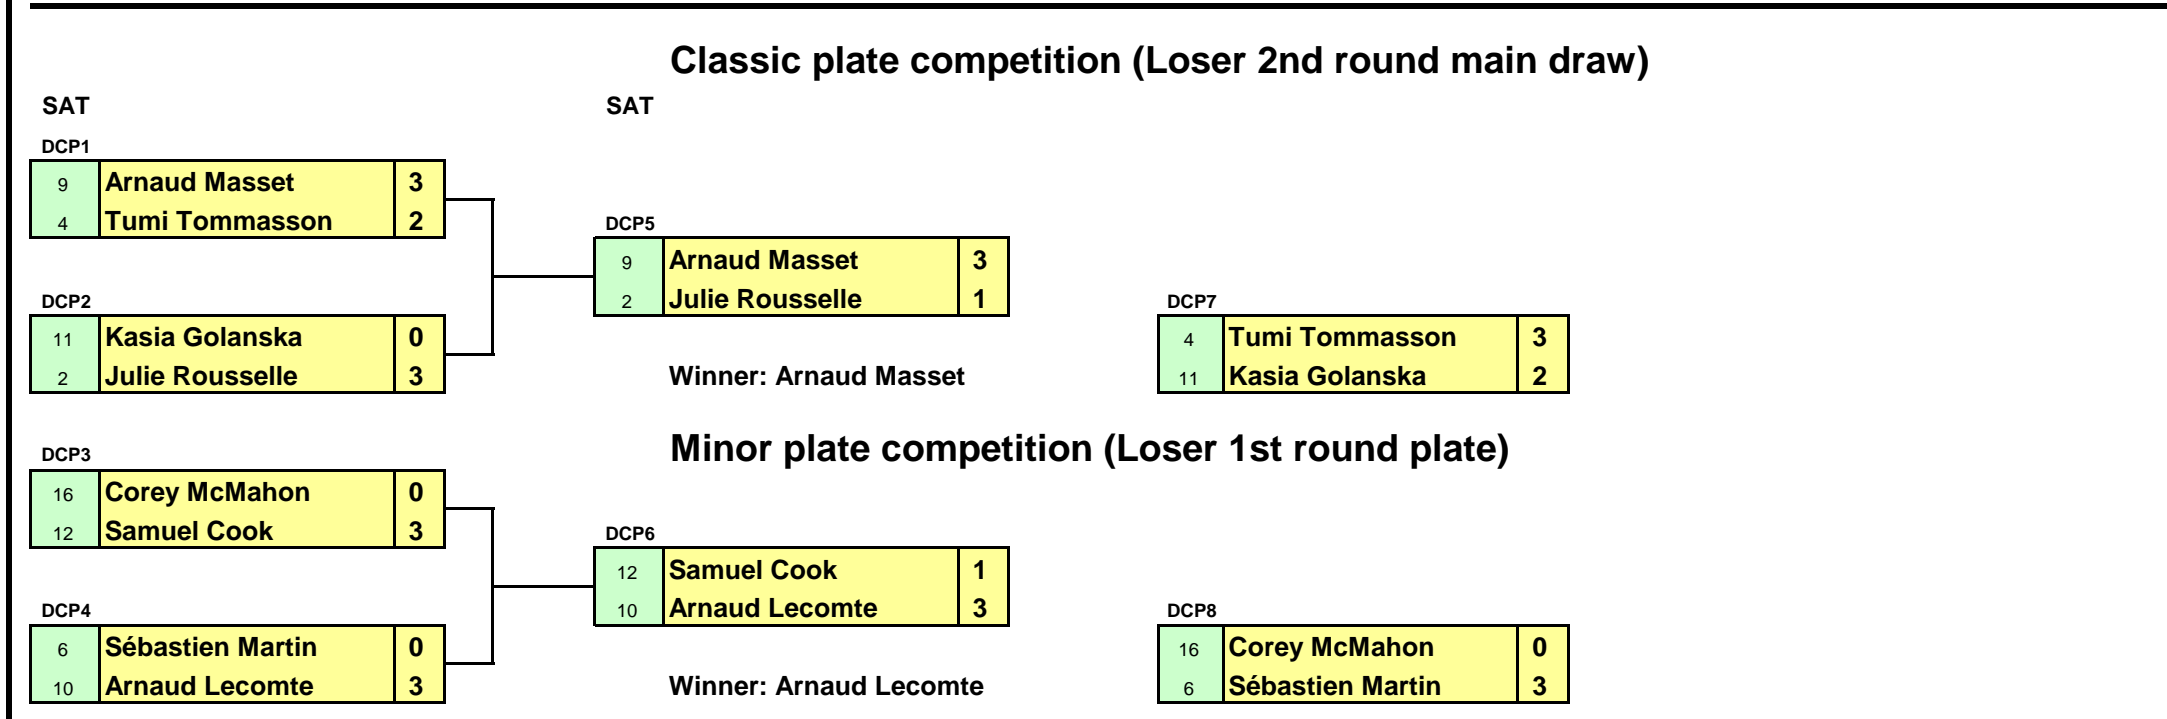 Classic plate competition (Loser 2nd round main draw)
SAT SAT
DCP1
9 Arnaud Masset 3
4 Tumi Tommasson 2
DCP5
9 Arnaud Masset 3
2 Julie Rousselle 1
DCP2
11 Kasia Golanska 0
2 Julie Rousselle 3
Winner: Arnaud Masset
DCP7
4 Tumi Tommasson 3
11 Kasia Golanska 2
Minor plate competition (Loser 1st round plate)
DCP3
16 Corey McMahon 0
12 Samuel Cook 3
DCP6
12 Samuel Cook 1
10 Arnaud Lecomte 3
DCP4
6 Sébastien Martin 0
10 Arnaud Lecomte 3
Winner: Arnaud Lecomte
DCP8
16 Corey McMahon 0
6 Sébastien Martin 3